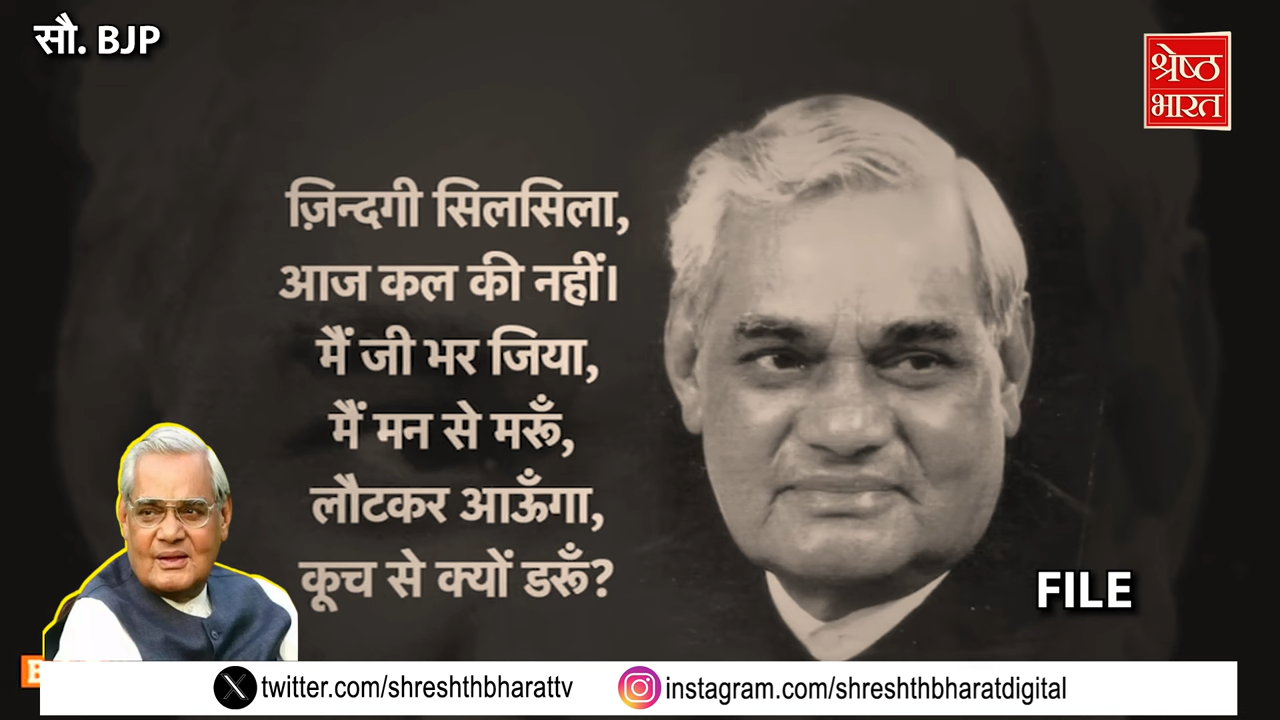 सौ. BJP
श्रेष्ठ
भारत
ज़िन्दगी सिलसिला,
आज कल की नहीं।
मैं जी भर जिया,
मैं मन से मरूँ,
लौटकर आऊँगा,
कूच से क्यों डरूँ?
FILE
twitter.com/shreshthbharattv
instagram.com/shreshthbharatdigital